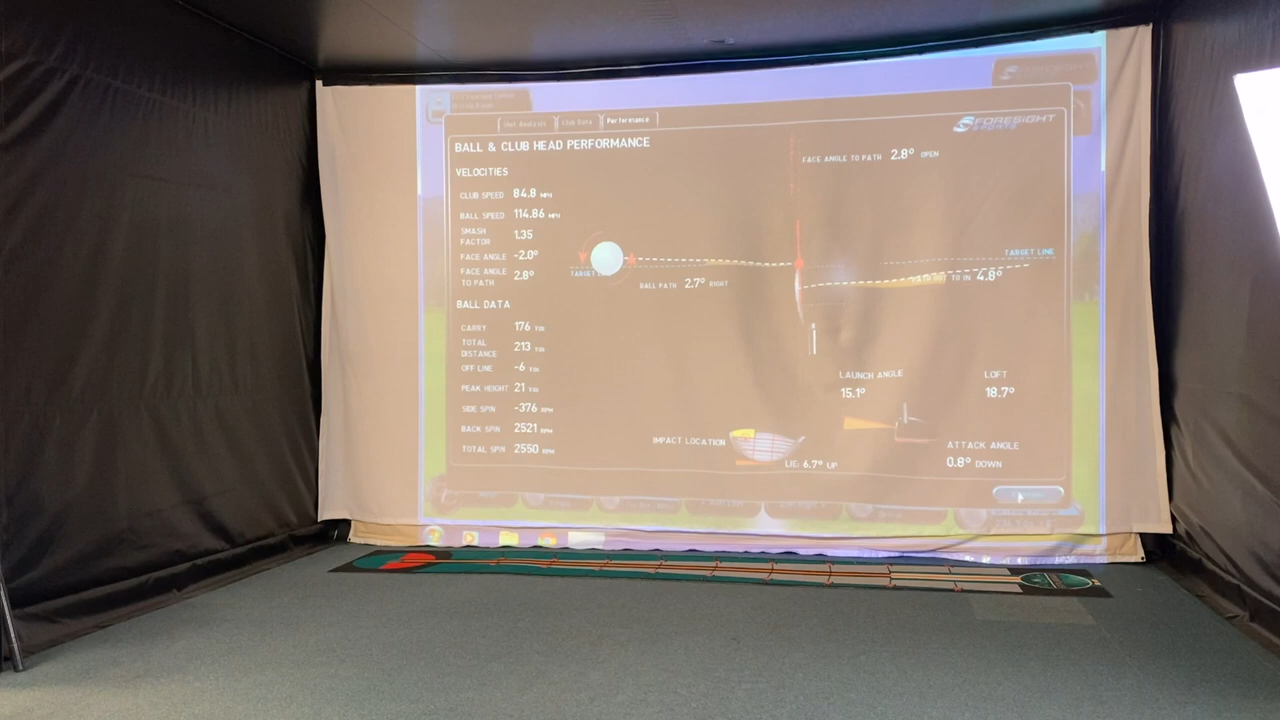 Shot Analysis Club Data Performance
FORESIGHT
SPORTS
BALL & CLUB HEAD PERFORMANCE
FACE ANGLE TO PATH 2.8° OPEN
VELOCITIES
CLUB SPEED 84.8 MPH
BALL SPEED 114.86 MPH
SMASH
FACTOR 1.35
FACE ANGLE -2.0°
FACE ANGLE
TO PATH 2.8°
TARGET LINE
TARGET
BALL PATH 2.7° RIGHT
PATH OUT TO IN 4.8°
BALL DATA
CARRY 176 YDS
TOTAL
DISTANCE 213 YDS
OFF LINE -6 YDS
PEAK HEIGHT 21 YDS
SIDE SPIN -376 RPM
BACK SPIN 2521 RPM
TOTAL SPIN 2550 RPM
LAUNCH ANGLE
15.1°
LOFT
18.7°
IMPACT LOCATION
LIE: 6.7° UP
ATTACK ANGLE
0.8° DOWN